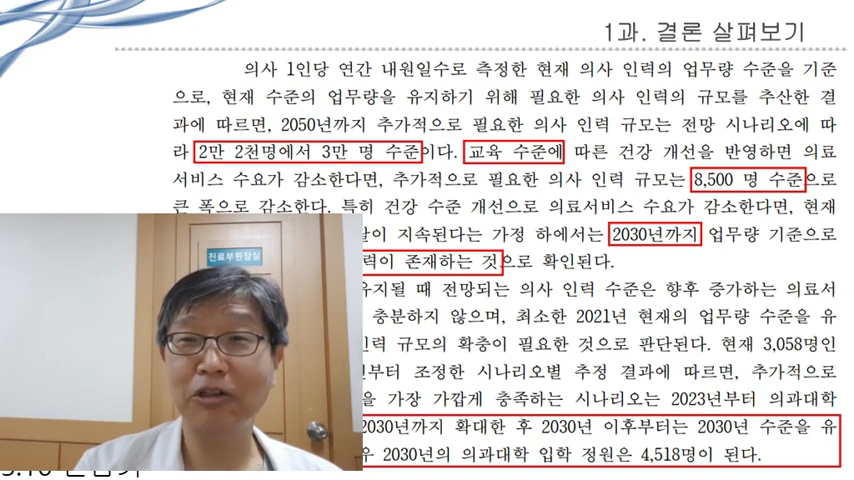 1과. 결론 살펴보기
의사 1인당 연간 내원일수로 측정한 현재 의사 인력의 업무량 수준을 기준
으로, 현재 수준의 업무량을 유지하기 위해 필요한 의사 인력의 규모를 추산한 결
과에 따르면, 2050년까지 추가적으로 필요한 의사 인력 규모는 전망 시나리오에 따
라 2만 2천명에서 3만 명 수준이다. 교육 수준에 따른 건강 개선을 반영하면 의료
서비스 수요가 감소한다면, 추가적으로 필요한 의사 인력 규모는 8,500 명 수준으로
큰 폭으로 감소한다. 특히 건강 수준 개선으로 의료서비스 수요가 감소한다면, 현재
이 지속된다는 가정 하에서는 2030년까지 업무량 기준으로
력이 존재하는 것으로 확인된다.
진료부원장실
유지될 때 전망되는 의사 인력 수준은 향후 증가하는 의료서
충분하지 않으며, 최소한 2021년 현재의 업무량 수준을 유
인력 규모의 확충이 필요한 것으로 판단된다. 현재 3,058명인
부터 조정한 시나리오별 추정 결과에 따르면, 추가적으로
을 가장 가깝게 충족하는 시나리오는 2023년부터 의과대학
2030년까지 확대한 후 2030년 이후부터는 2030년 수준을 유
우 2030년의 의과대학 입학 정원은 4,518명이 된다.